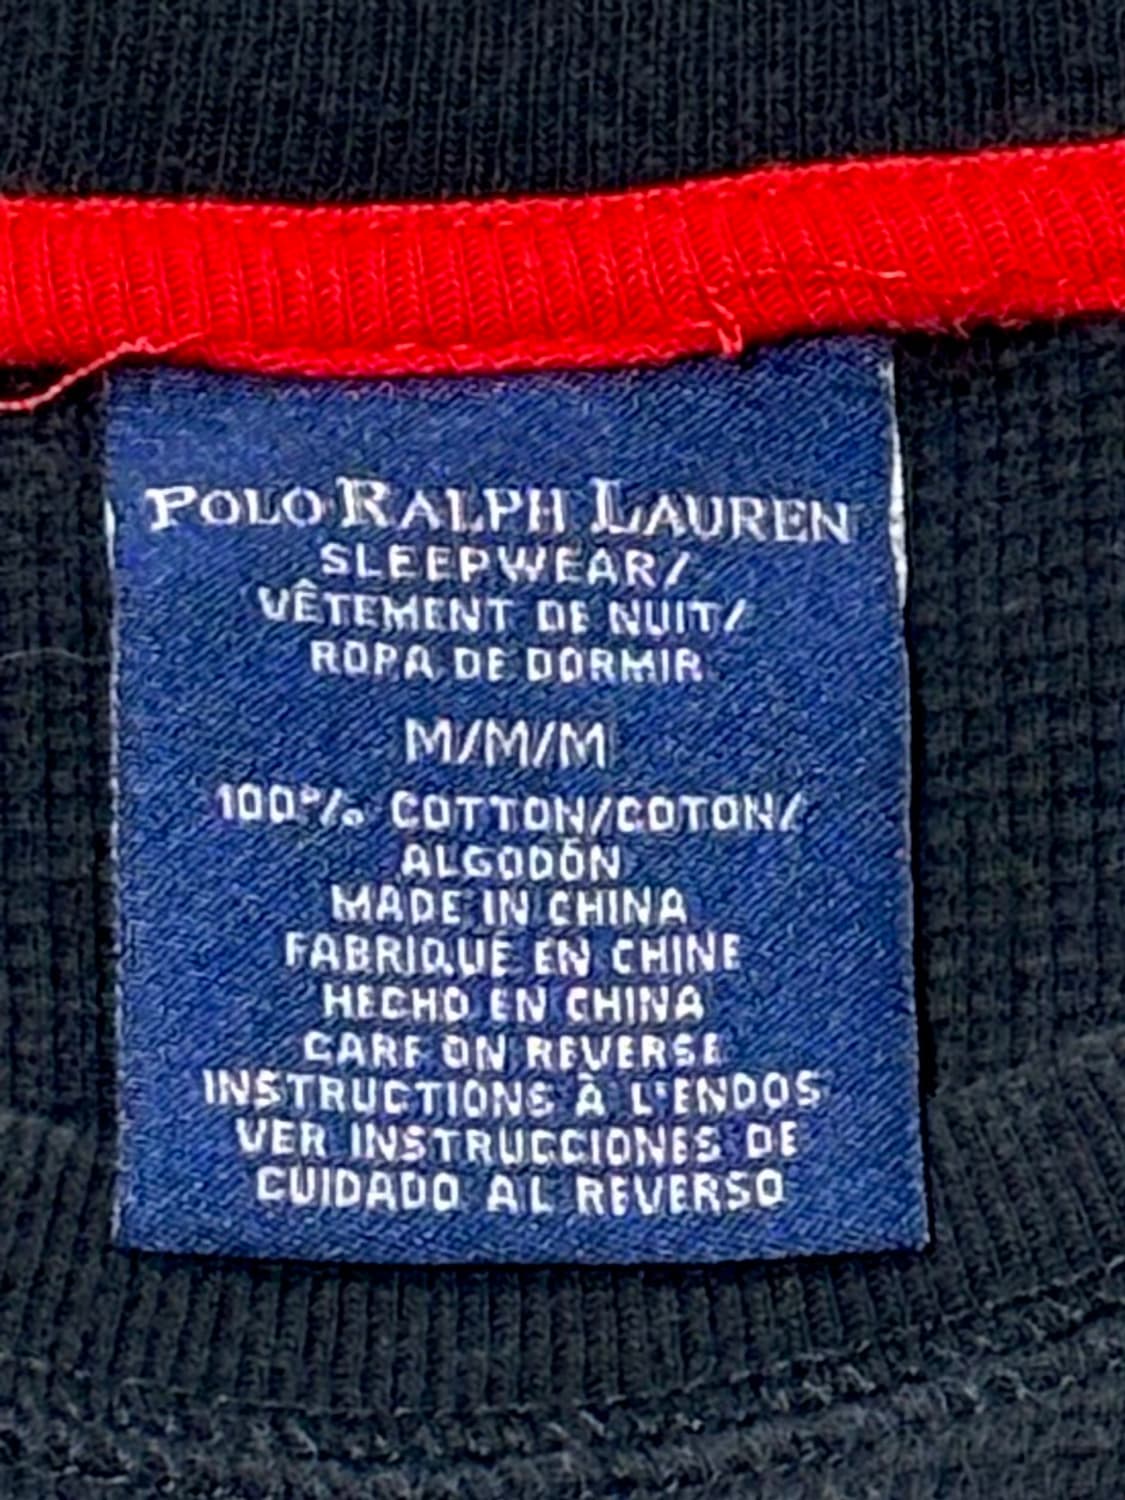 POLO RALPH LAUREN
SLEEPWEAR/
VÊTEMENT DE NUIT/
ROPA DE DORMIR
M/M/M
100% COTTON/COTON/
ALGODÓN
MADE IN CHINA
FABRIQUÉ EN CHINE
HECHO EN CHINA
CARE ON REVERSE
INSTRUCTIONS À L'ENDOS
VER INSTRUCCIONES DE
CUIDADO AL REVERSO